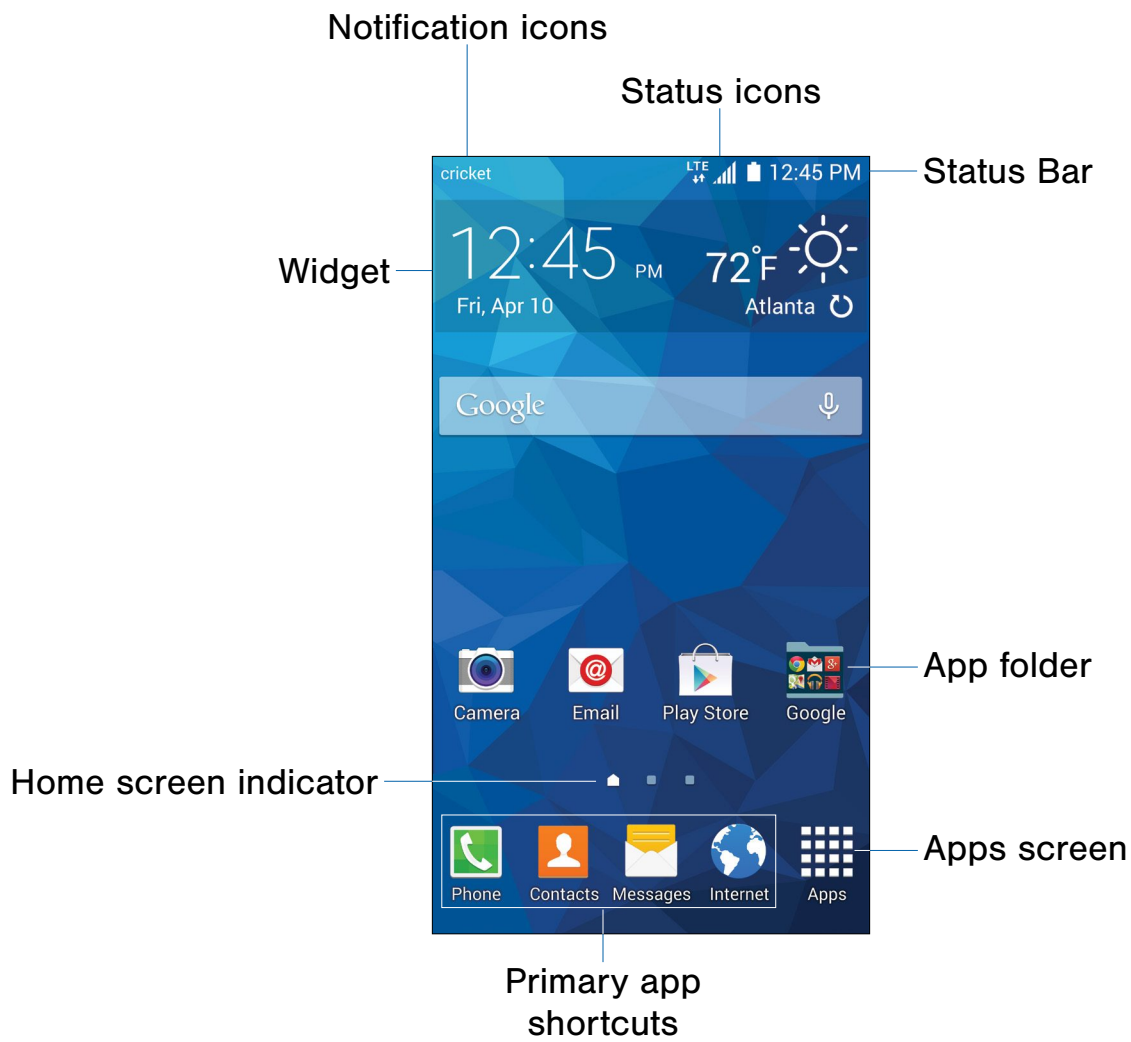 Notification icons
Status icons
cricket LTE 12:45 PM
Status Bar
Widget
12:45 PM
72°F
Fri, Apr 10
Atlanta
Google
App folder
Camera Email Play Store Google
Home screen indicator
Apps screen
Phone Contacts Messages Internet Apps
Primary app
shortcuts